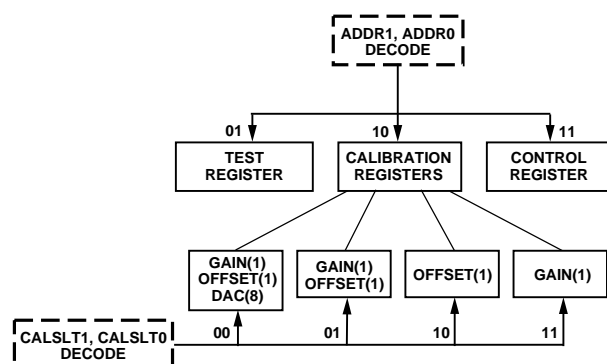 ADDR1, ADDR0
DECODE
01
10
11
TEST
REGISTER
CALIBRATION
REGISTERS
CONTROL
REGISTER
GAIN(1)
OFFSET(1)
DAC(8)
GAIN(1)
OFFSET(1)
OFFSET(1)
GAIN(1)
CALSLT1, CALSLT0
DECODE
00
01
10
11